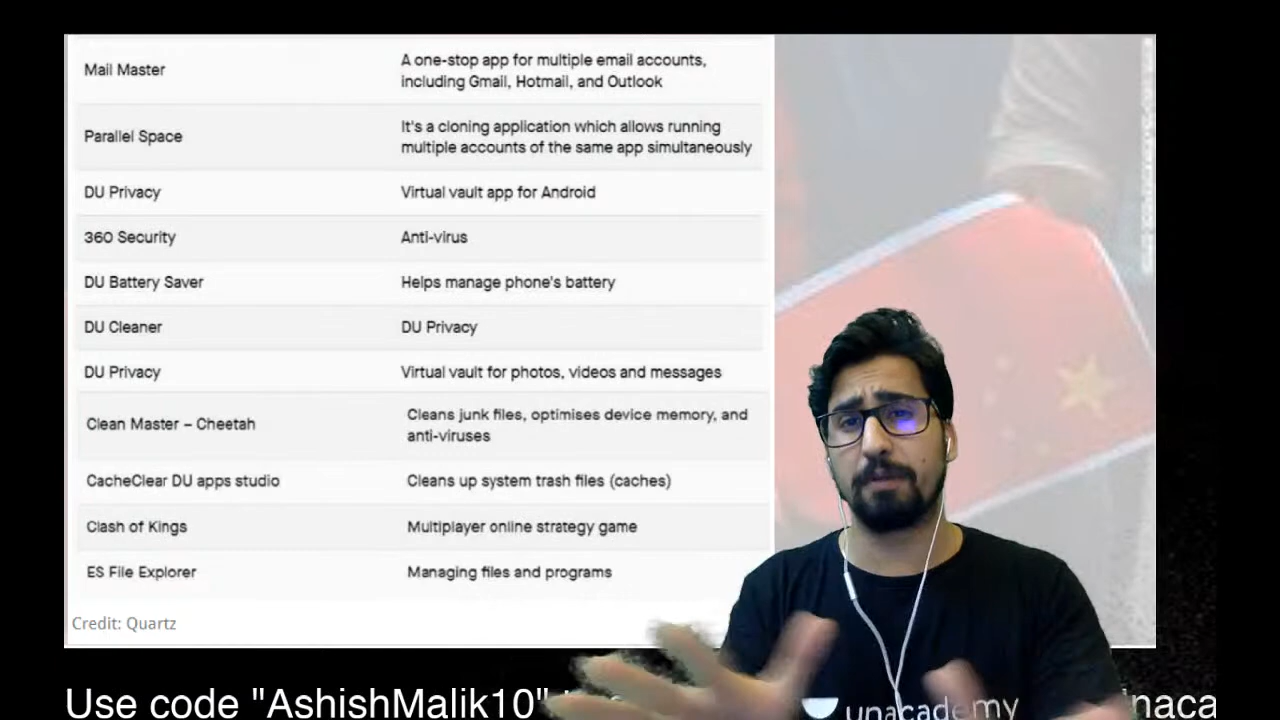 Mail Master
A one-stop app for multiple email accounts,
including Gmail, Hotmail, and Outlook
Parallel Space
It's a cloning application which allows running
multiple accounts of the same app simultaneously
DU Privacy
Virtual vault app for Android
360 Security
Anti-virus
DU Battery Saver
Helps manage phone's battery
DU Cleaner
DU Privacy
DU Privacy
Virtual vault for photos, videos and messages
Clean Master – Cheetah
Cleans junk files, optimises device memory, and
anti-viruses
CacheClear DU apps studio
Cleans up system trash files (caches)
Clash of Kings
Multiplayer online strategy game
ES File Explorer
Managing files and programs
Credit: Quartz
unacademy
Use code "AshishMalik10"